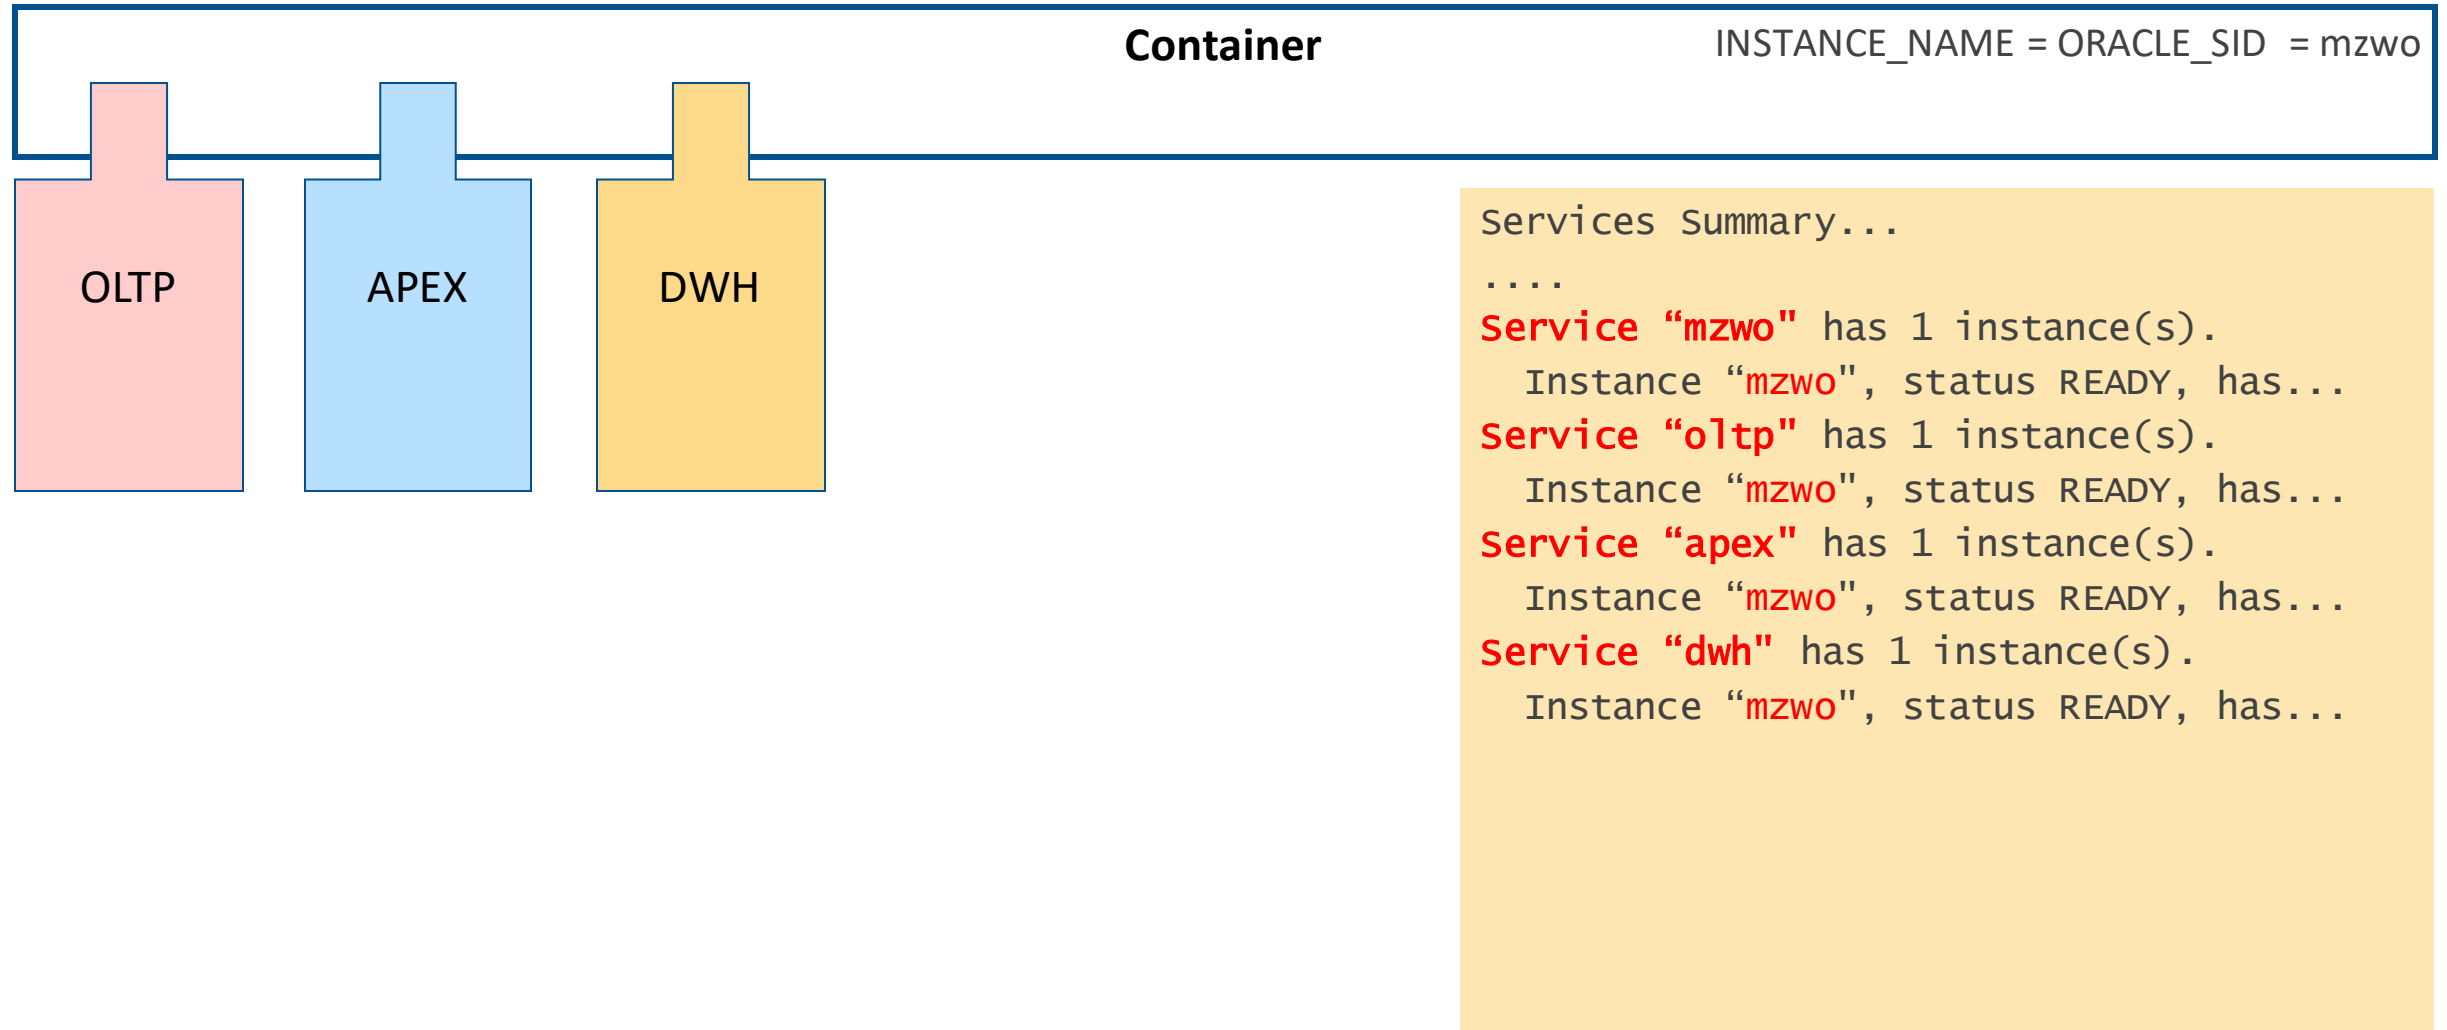 Container
INSTANCE_NAME = ORACLE_SID = mzwo
OLTP
APEX
DWH
Services Summary...
....
Service “mzwo" has 1 instance(s).
Instance “mzwo", status READY, has...
Service “oltp" has 1 instance(s).
Instance “mzwo", status READY, has...
Service “apex" has 1 instance(s).
Instance “mzwo", status READY, has...
Service “dwh" has 1 instance(s).
Instance “mzwo", status READY, has...